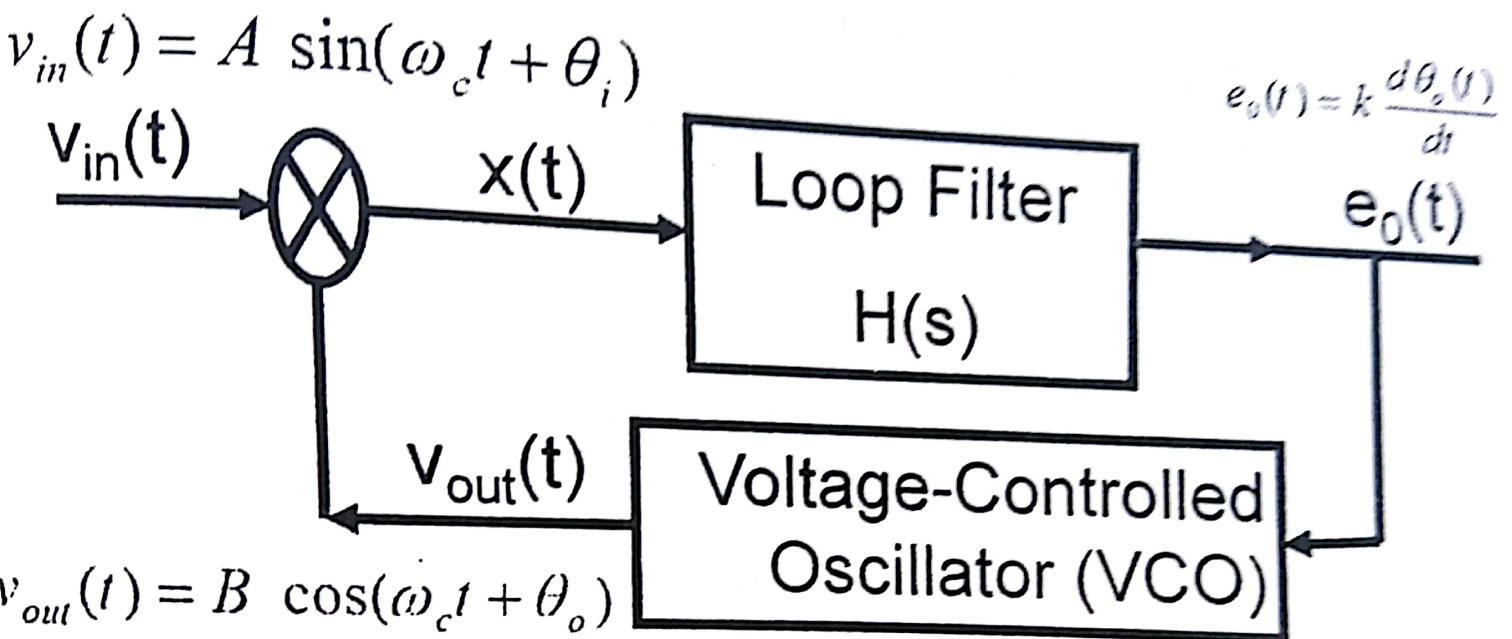 v_in(t) = A sin(ω_c t + θ_i)
e_0(t) = k dθ_o(t)/dt
v_in(t)
x(t)
Loop Filter
H(s)
e_0(t)
v_out(t)
Voltage-Controlled
Oscillator (VCO)
v_out(t) = B cos(ω_c t + θ_o)